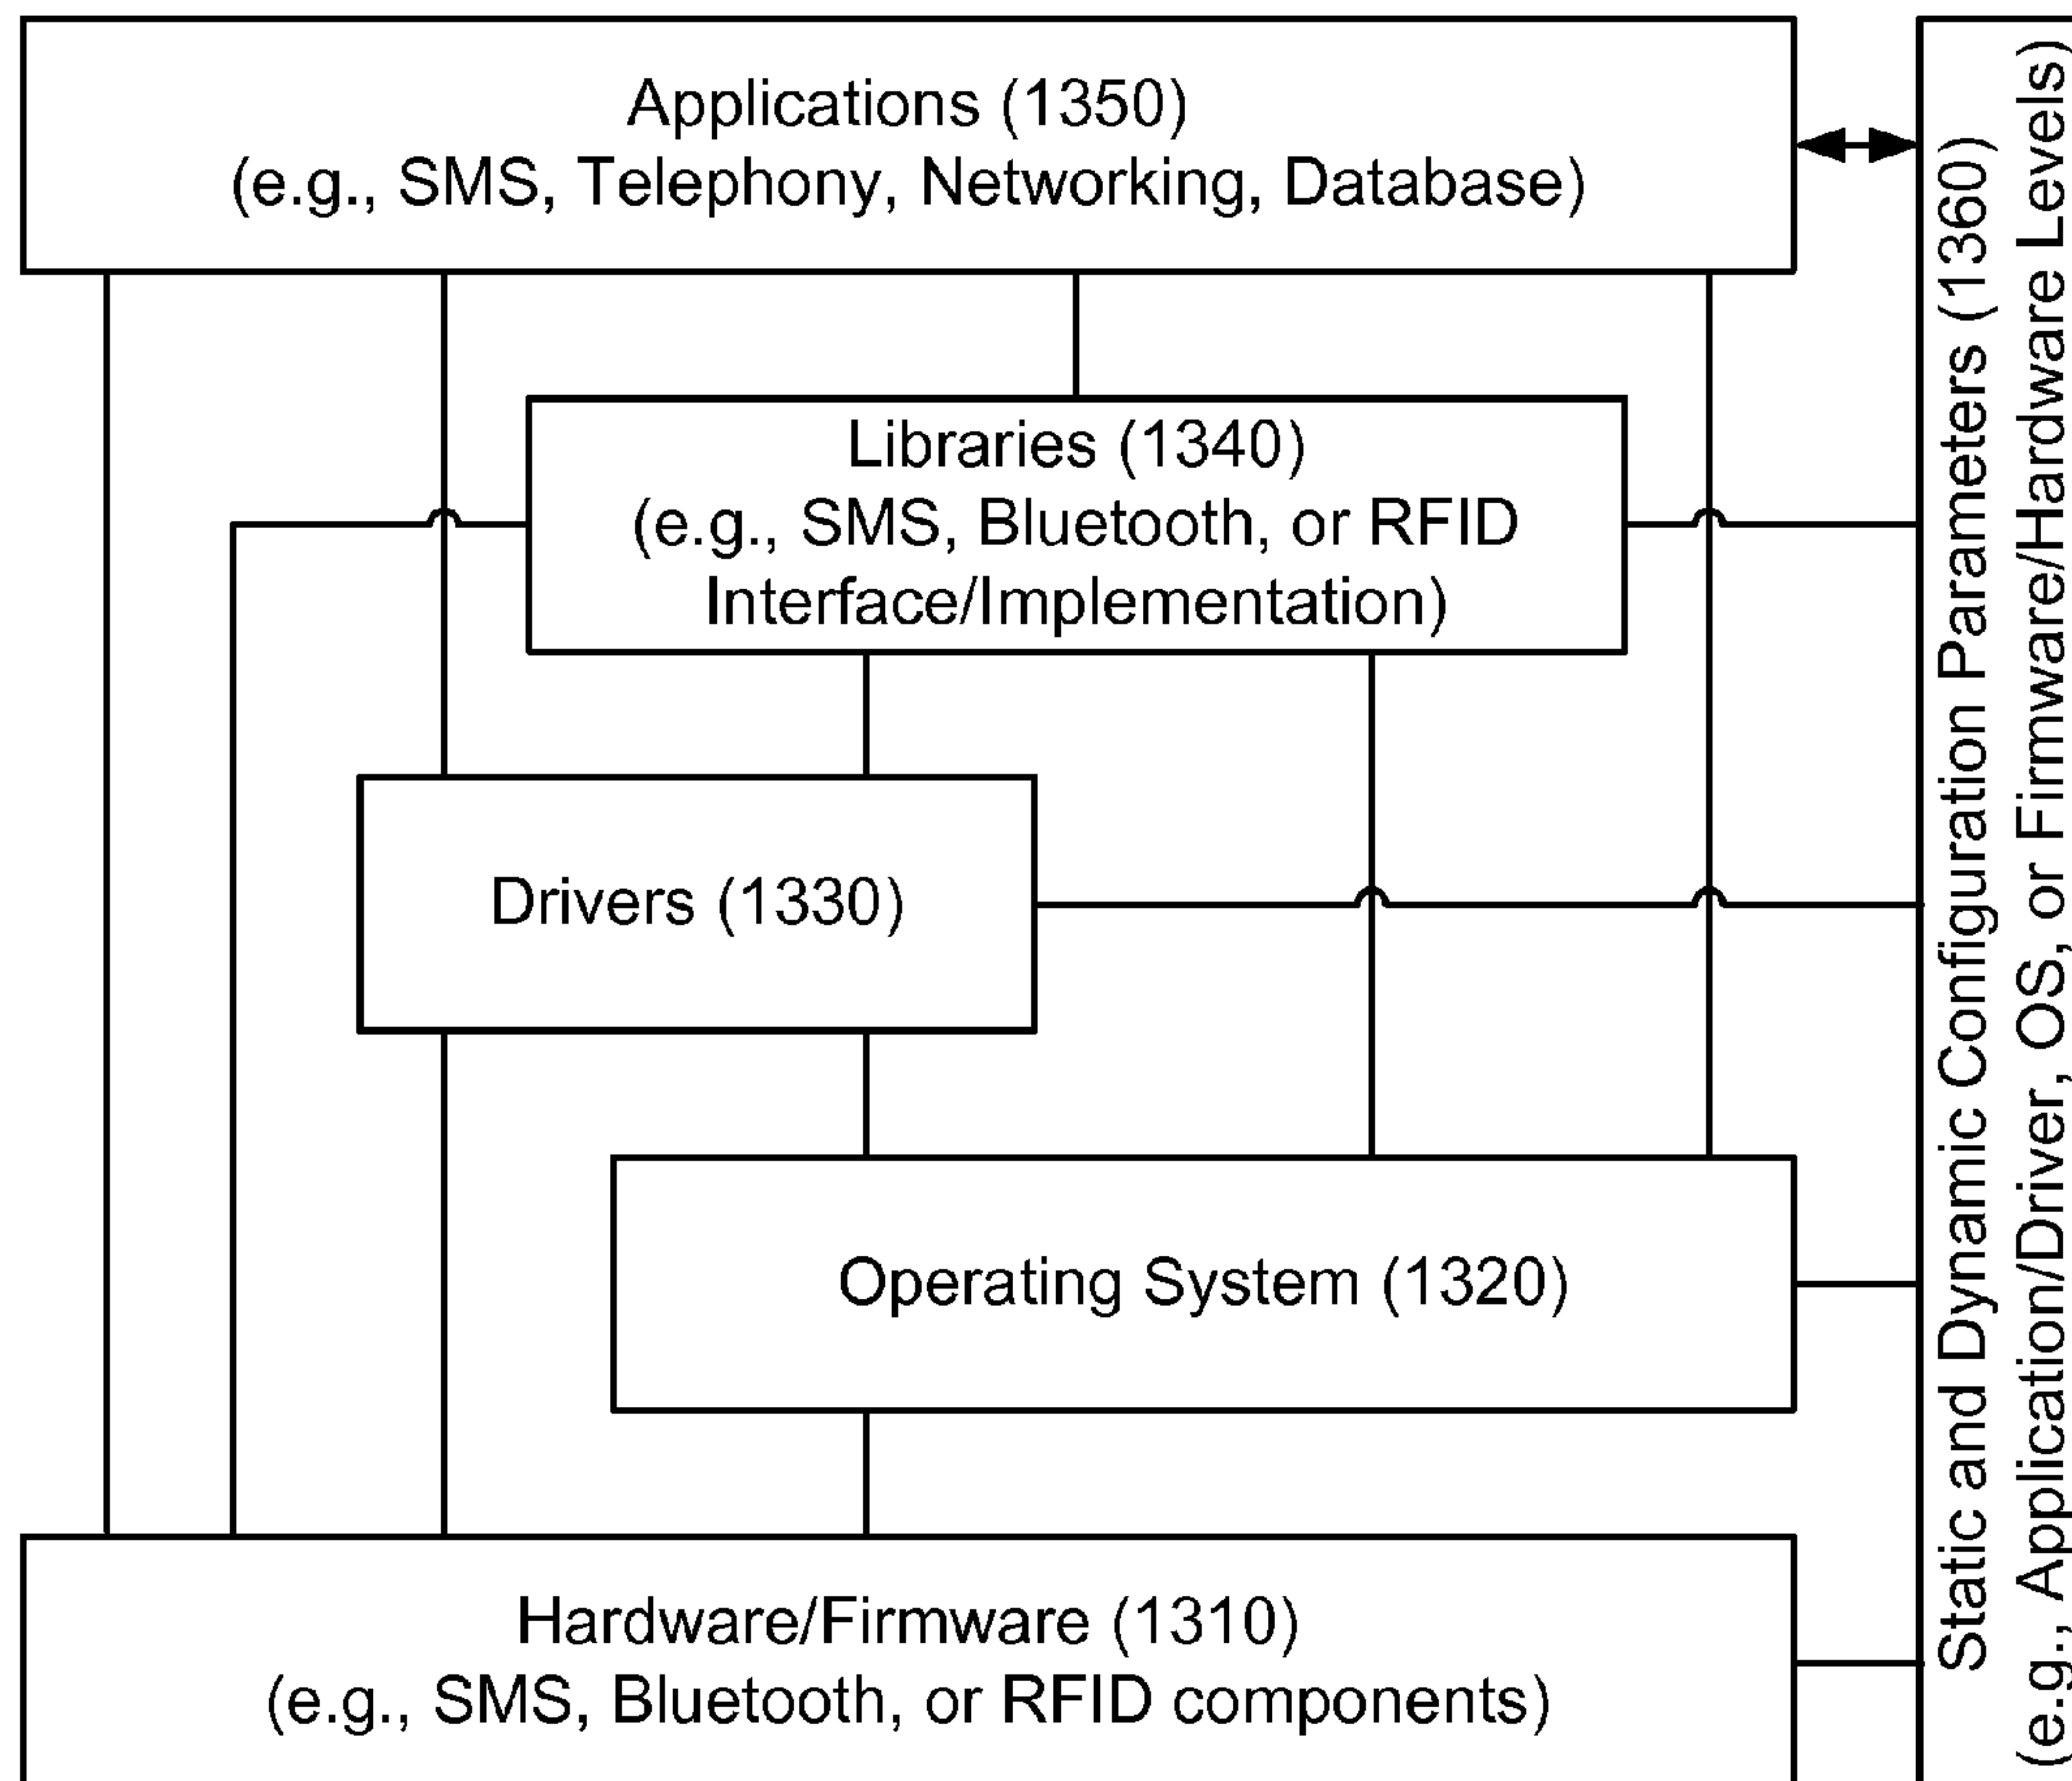 Applications (1350)
(e.g., SMS, Telephony, Networking, Database)
Libraries (1340)
(e.g., SMS, Bluetooth, or RFID
Interface/Implementation)
Drivers (1330)
Operating System (1320)
Hardware/Firmware (1310)
(e.g., SMS, Bluetooth, or RFID components)
Static and Dynamic Configuration Parameters (1360)
(e.g., Application/Driver, OS, or Firmware/Hardware Levels)